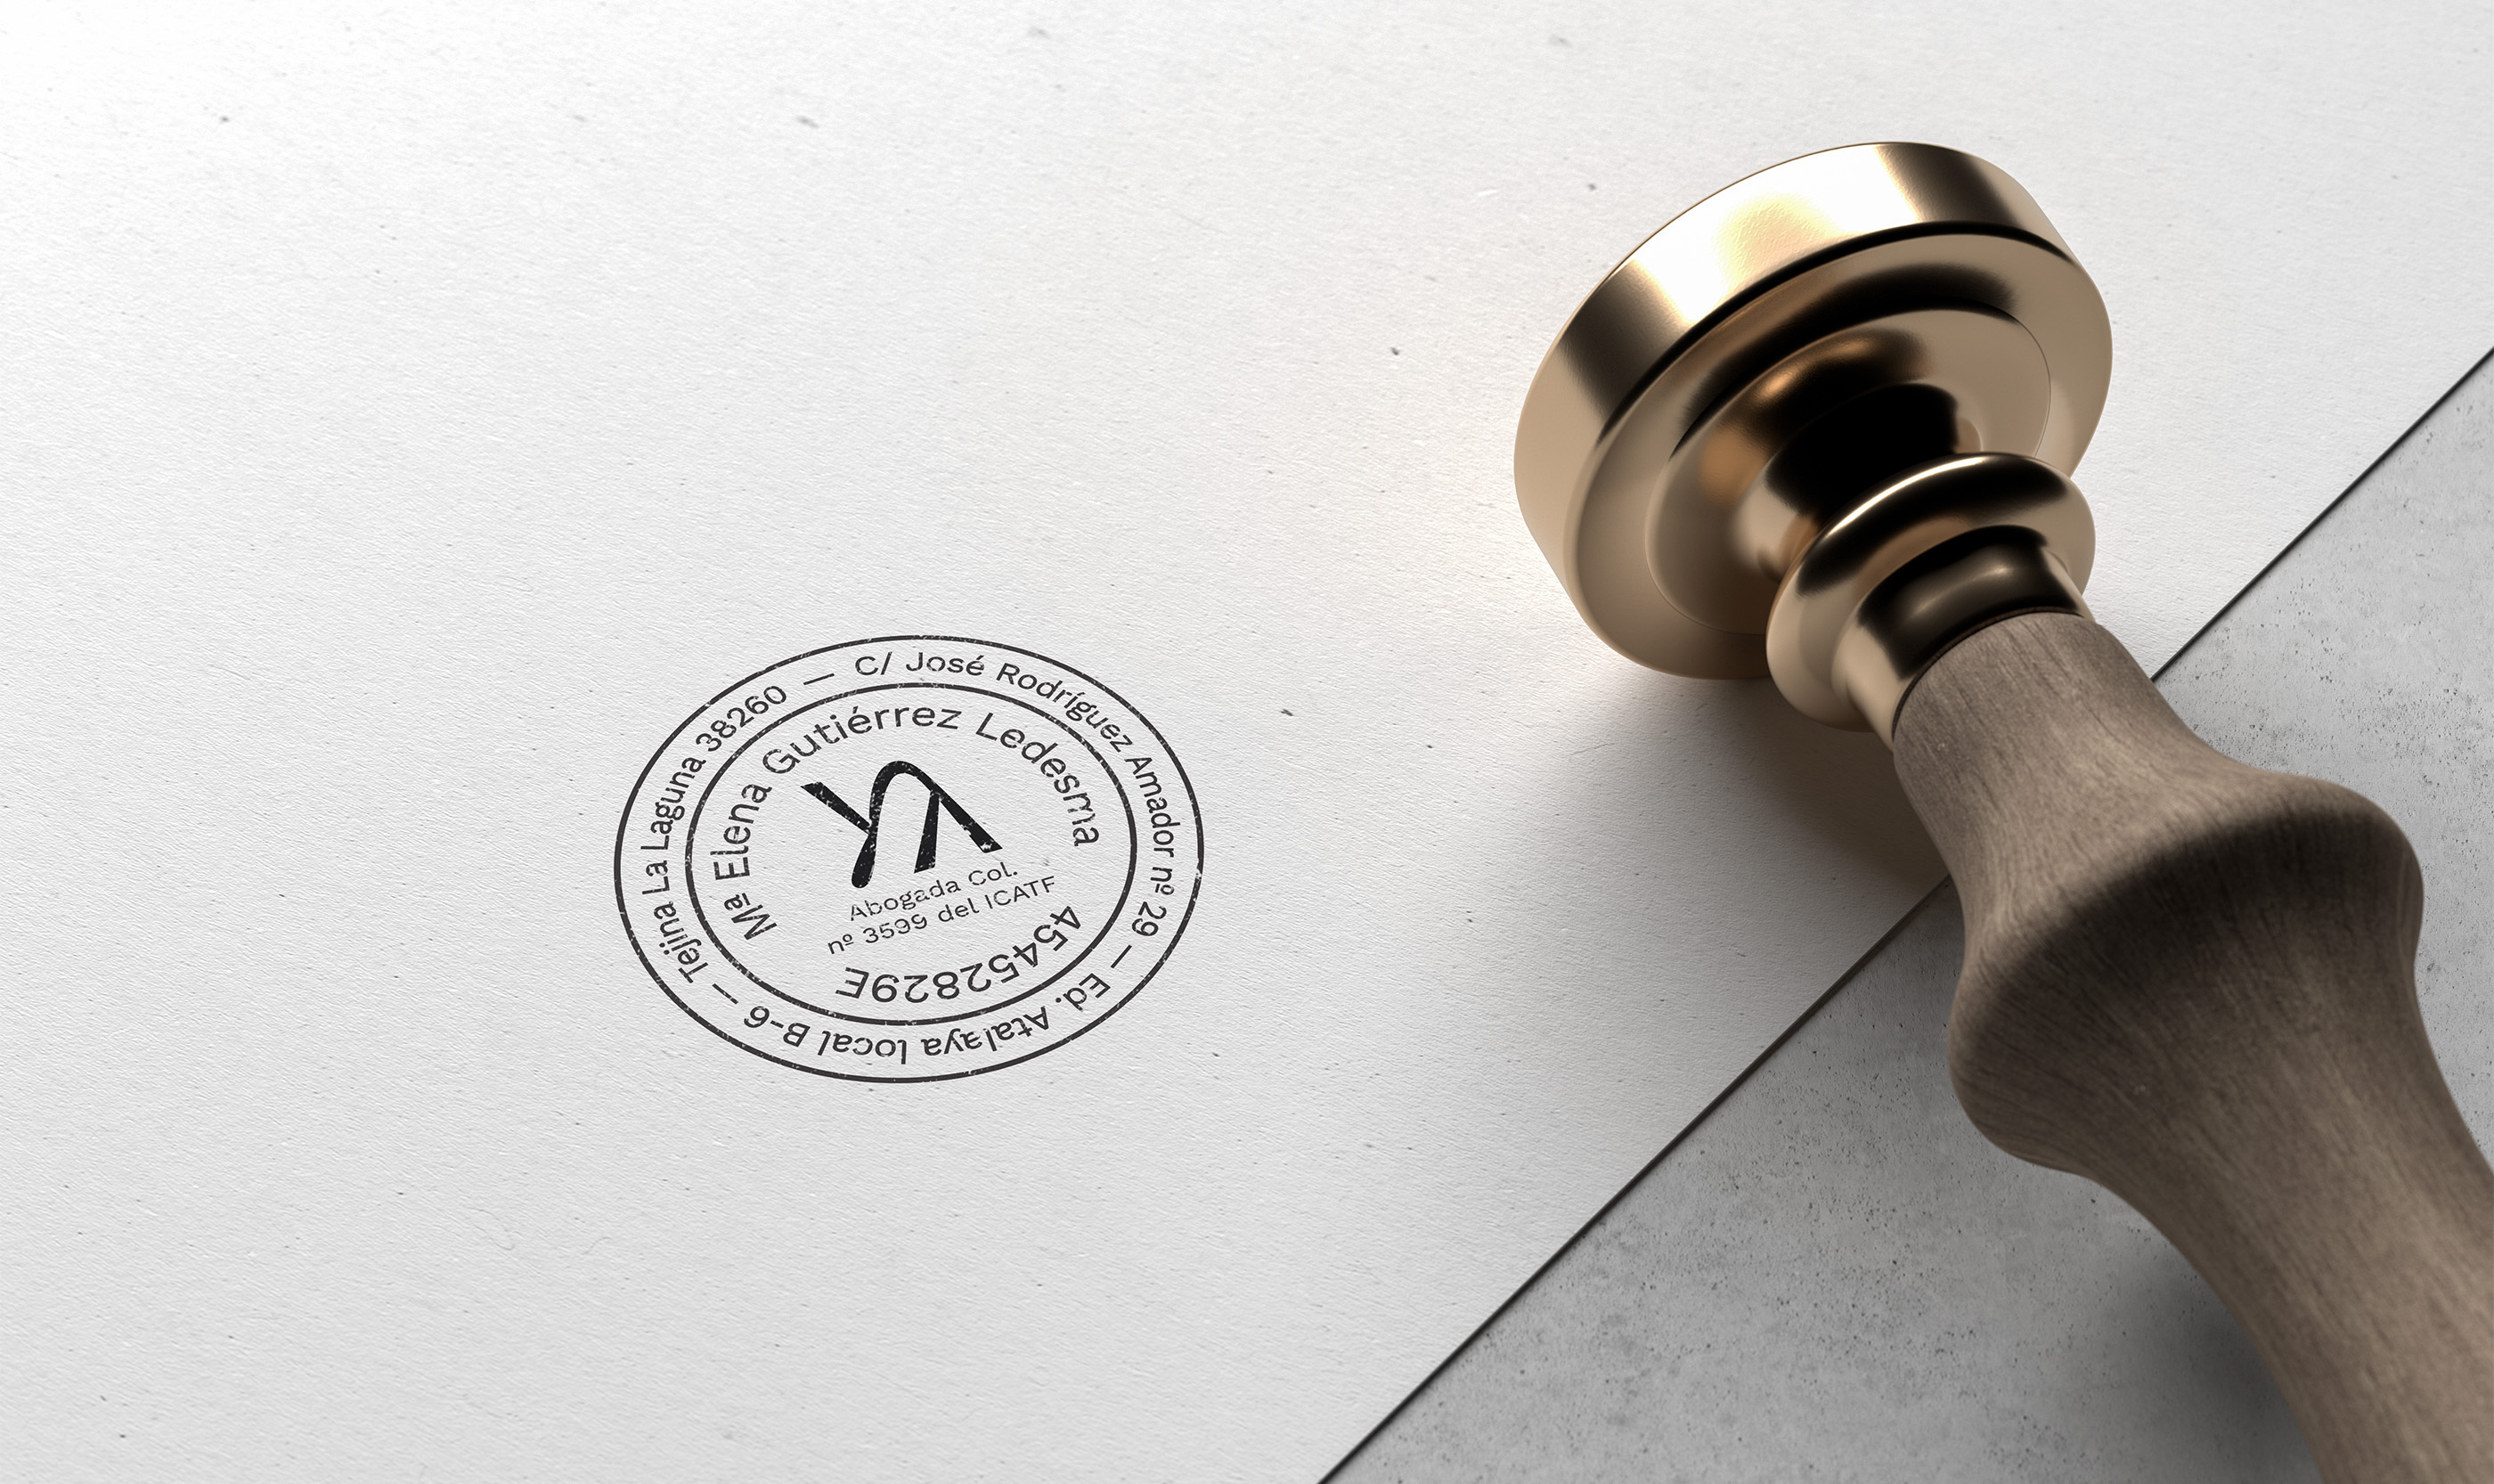 C/ José Rodríguez Amador nº 29 — Ed. Atalaya local B-6 — Tejina La Laguna 38260 —
Mª Elena Gutiérrez Ledesma
Abogada Col.
nº 3599 del ICATF
45452829E